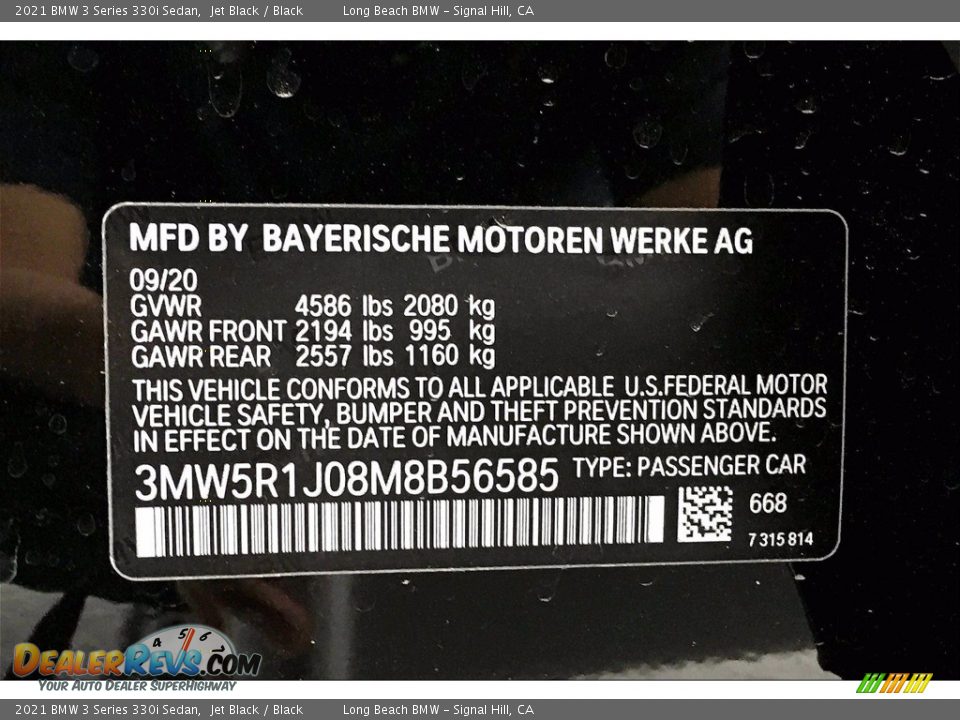 2021 BMW 3 Series 330i Sedan, Jet Black / Black Long Beach BMW - Signal Hill, CA
MFD BY BAYERISCHE MOTOREN WERKE AG
09/20
GVWR 4586 lbs 2080 kg
GAWR FRONT 2194 lbs 995 kg
GAWR REAR 2557 lbs 1160 kg
THIS VEHICLE CONFORMS TO ALL APPLICABLE U.S.FEDERAL MOTOR
VEHICLE SAFETY, BUMPER AND THEFT PREVENTION STANDARDS
IN EFFECT ON THE DATE OF MANUFACTURE SHOWN ABOVE.
3MW5R1J08M8B56585 TYPE: PASSENGER CAR
668
7 315 814
4 5 6
DEALERREVS.COM
YOUR AUTO DEALER SUPERHIGHWAY
2021 BMW 3 Series 330i Sedan, Jet Black / Black Long Beach BMW - Signal Hill, CA